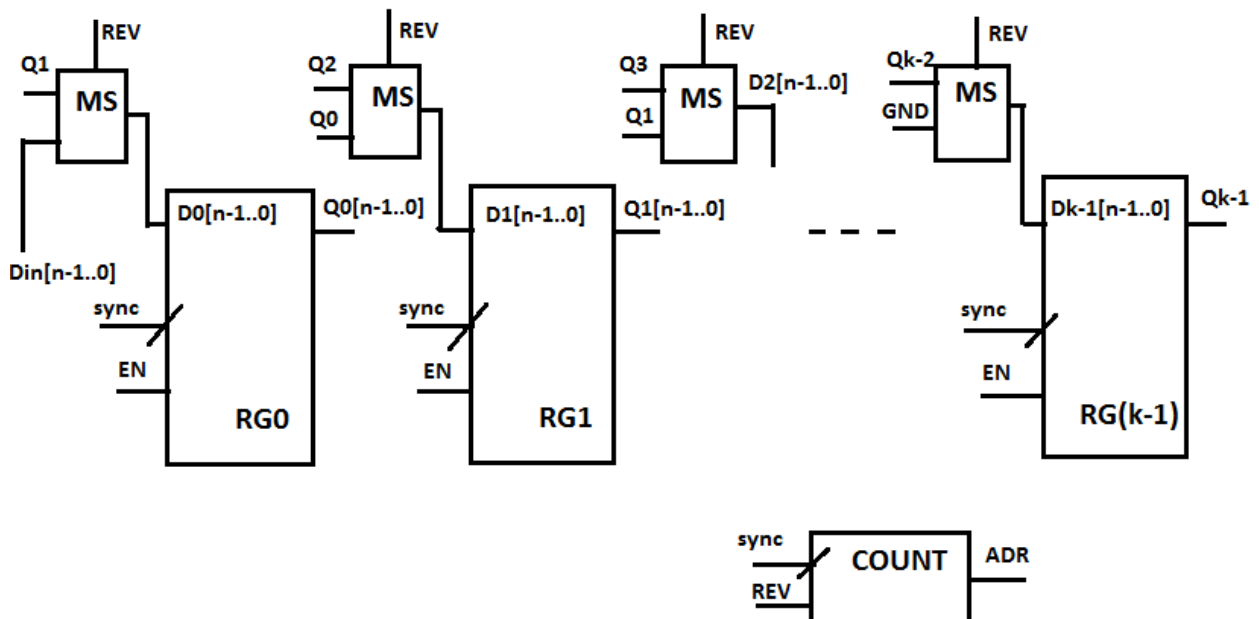 REV
Q1
MS
Din[n-1..0]
D0[n-1..0]
Q0[n-1..0]
sync
EN
RG0
REV
Q2
Q0
MS
D1[n-1..0]
Q1[n-1..0]
sync
EN
RG1
REV
Q3
Q1
MS
D2[n-1..0]
REV
Qk-2
GND
MS
Dk-1[n-1..0]
Qk-1
sync
EN
RG(k-1)
sync
REV
COUNT
ADR